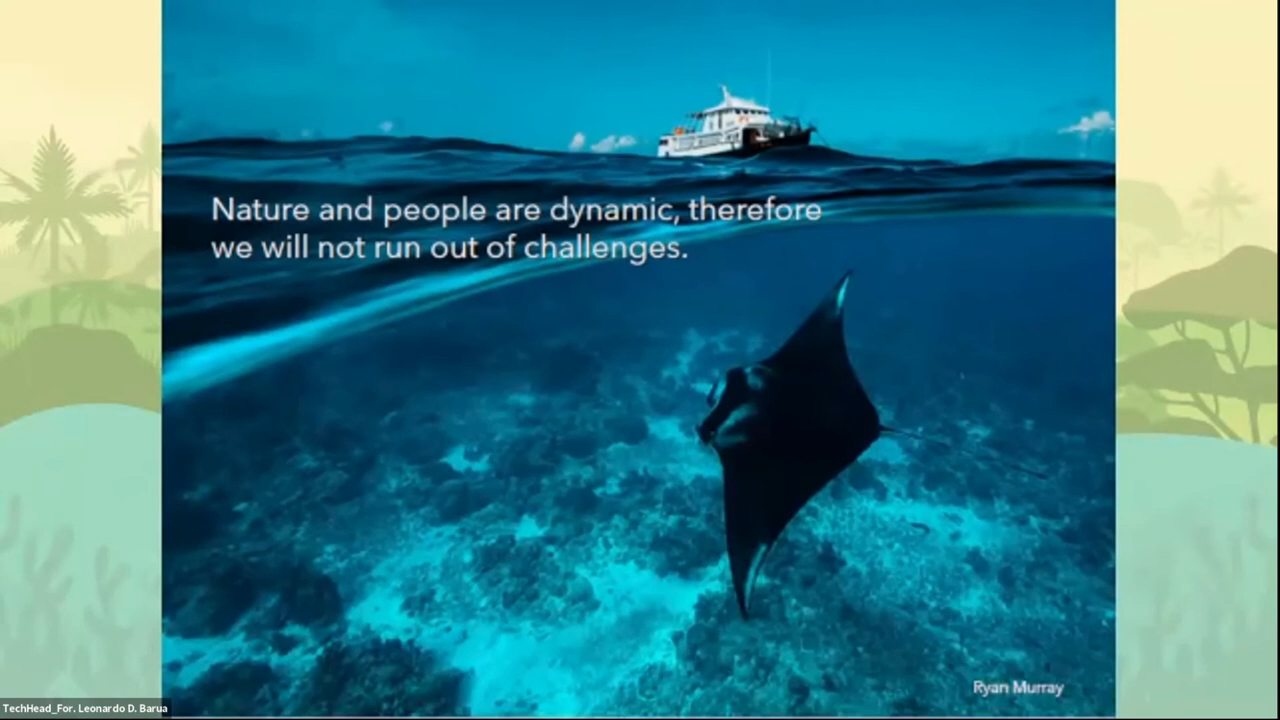 Nature and people are dynamic, therefore
we will not run out of challenges.
Ryan Murray
TechHead_For. Leonardo D. Barua